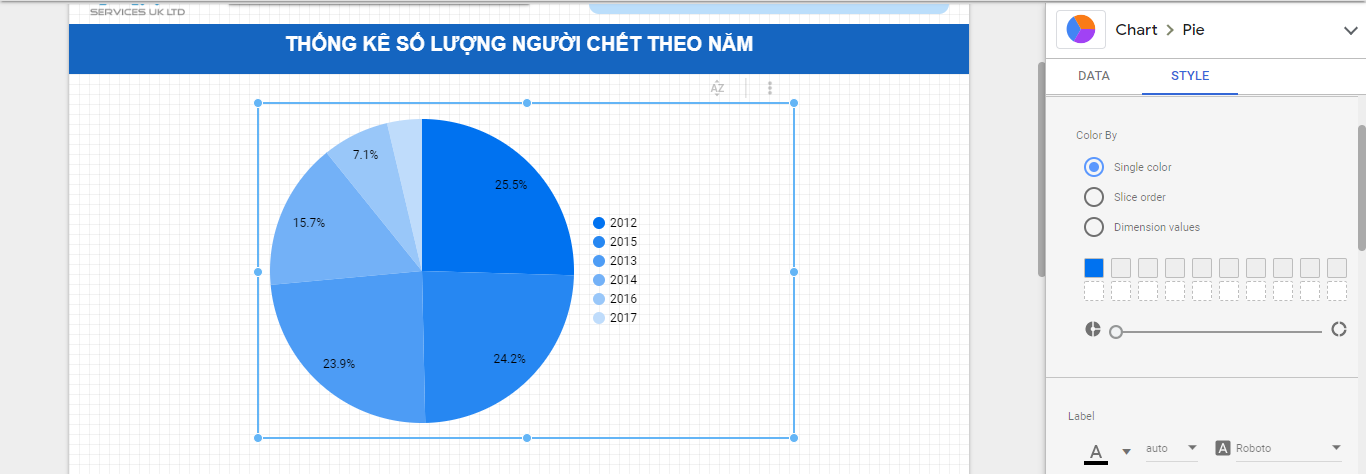 SERVICES UK LTD
THỐNG KÊ SỐ LƯỢNG NGƯỜI CHẾT THEO NĂM
AZ
25.5%
24.2%
23.9%
15.7%
7.1%
2012
2015
2013
2014
2016
2017
Chart > Pie
DATA STYLE
Color By
Single color
Slice order
Dimension values
Label
A auto A Roboto